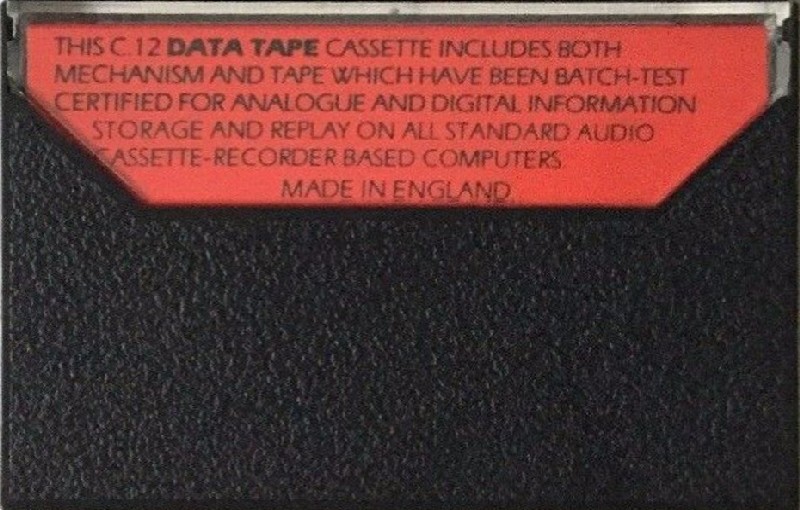 THIS C.12 DATA TAPE CASSETTE INCLUDES BOTH
MECHANISM AND TAPE WHICH HAVE BEEN BATCH-TEST
CERTIFIED FOR ANALOGUE AND DIGITAL INFORMATION
STORAGE AND REPLAY ON ALL STANDARD AUDIO
CASSETTE-RECORDER BASED COMPUTERS
MADE IN ENGLAND